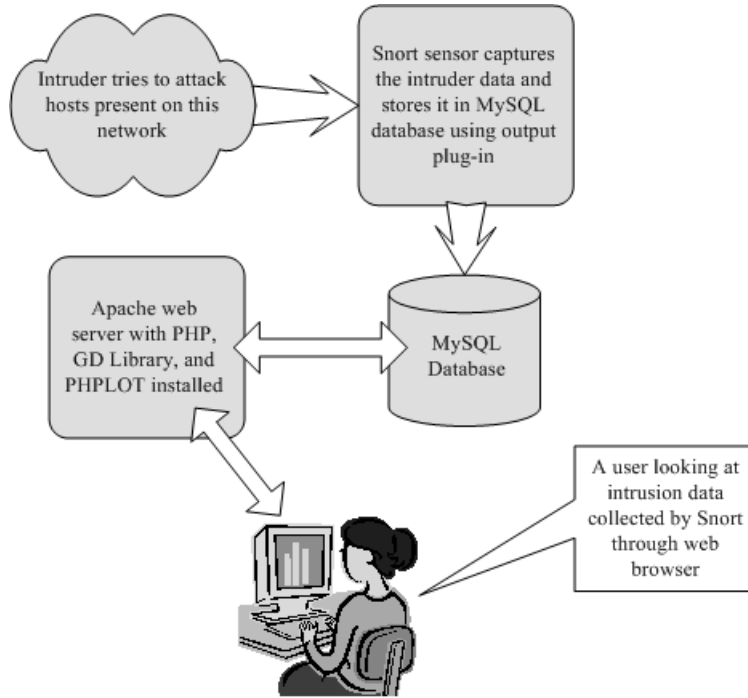 Intruder tries to attack
hosts present on this
network
Snort sensor captures
the intruder data and
stores it in MySQL
database using output
plug-in
Apache web
server with PHP,
GD Library, and
PHPLOT installed
MySQL
Database
A user looking at
intrusion data
collected by Snort
through web
browser